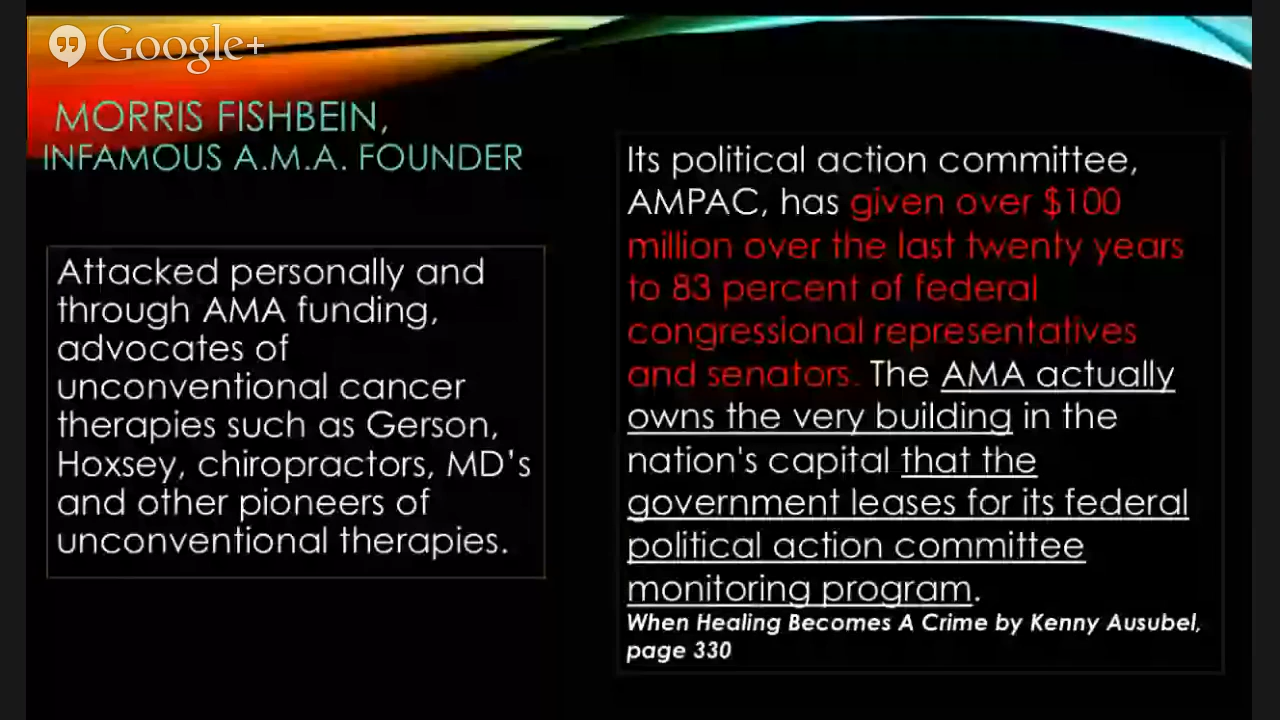 Google+
MORRIS FISHBEIN,
INFAMOUS A.M.A. FOUNDER
Attacked personally and
through AMA funding,
advocates of
unconventional cancer
therapies such as Gerson,
Hoxsey, chiropractors, MD's
and other pioneers of
unconventional therapies.
Its political action committee,
AMPAC, has given over $100
million over the last twenty years
to 83 percent of federal
congressional representatives
and senators. The AMA actually
owns the very building in the
nation's capital that the
government leases for its federal
political action committee
monitoring program.
When Healing Becomes A Crime by Kenny Ausubel,
page 330